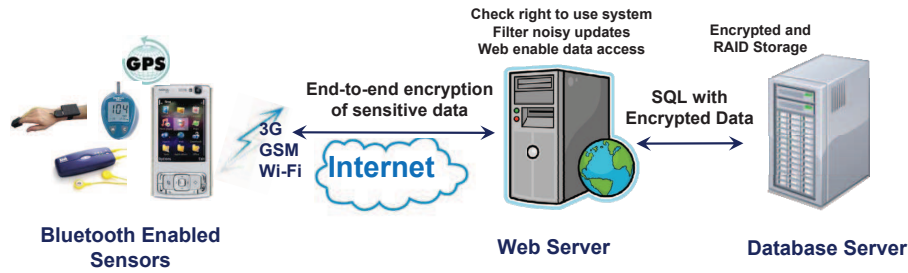 Check right to use system
Filter noisy updates
Web enable data access
Encrypted and
RAID Storage
GPS
104
End-to-end encryption
of sensitive data
3G
GSM
Wi-Fi
Internet
SQL with
Encrypted Data
Bluetooth Enabled
Sensors
Web Server
Database Server